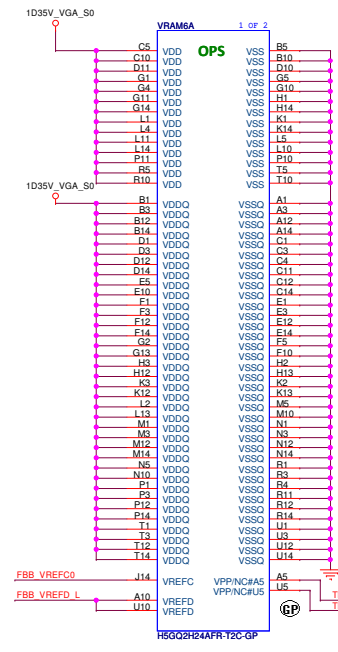 1D35V_VGA_S0
VRAM6A 1 OF 2
OPS
C5 VDD VSS B5
C10 VDD VSS B10
D11 VDD VSS D10
G1 VDD VSS G5
G4 VDD VSS G10
G11 VDD VSS H1
G14 VDD VSS H14
L1 VDD VSS K1
L4 VDD VSS K14
L11 VDD VSS L5
L14 VDD VSS L10
P11 VDD VSS P10
R5 VDD VSS T5
R10 VDD VSS T10
1D35V_VGA_S0
B1 VDDQ VSSQ A1
B3 VDDQ VSSQ A3
B12 VDDQ VSSQ A12
B14 VDDQ VSSQ A14
D1 VDDQ VSSQ C1
D3 VDDQ VSSQ C3
D12 VDDQ VSSQ C4
D14 VDDQ VSSQ C11
E5 VDDQ VSSQ C12
E10 VDDQ VSSQ C14
F1 VDDQ VSSQ E1
F3 VDDQ VSSQ E3
F12 VDDQ VSSQ E12
F14 VDDQ VSSQ E14
G2 VDDQ VSSQ F5
G13 VDDQ VSSQ F10
H3 VDDQ VSSQ H2
H12 VDDQ VSSQ H13
K3 VDDQ VSSQ K2
K12 VDDQ VSSQ K13
L2 VDDQ VSSQ M5
L13 VDDQ VSSQ M10
M1 VDDQ VSSQ N1
M3 VDDQ VSSQ N3
M12 VDDQ VSSQ N12
M14 VDDQ VSSQ N14
N5 VDDQ VSSQ R1
N10 VDDQ VSSQ R3
P1 VDDQ VSSQ R4
P3 VDDQ VSSQ R11
P12 VDDQ VSSQ R12
P14 VDDQ VSSQ R14
T1 VDDQ VSSQ U1
T3 VDDQ VSSQ U3
T12 VDDQ VSSQ U12
T14 VDDQ VSSQ U14
FBB_VREFC0 J14 VREFC VPP/NC#A5 A5
VPP/NC#U5 U5
FBB_VREFD_L A10 VREFD T
U10 VREFD T
GP
H5GQ2H24AFR-T2C-GP